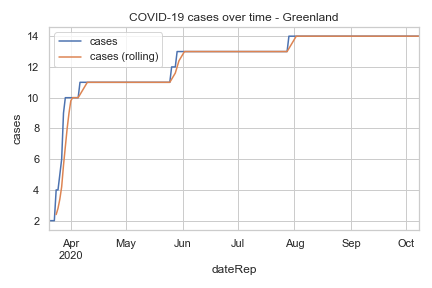 COVID-19 cases over time - Greenland
cases
cases (rolling)
14
12
10
8
6
4
2
cases
Apr
2020
May
Jun
Jul
Aug
Sep
Oct
dateRep